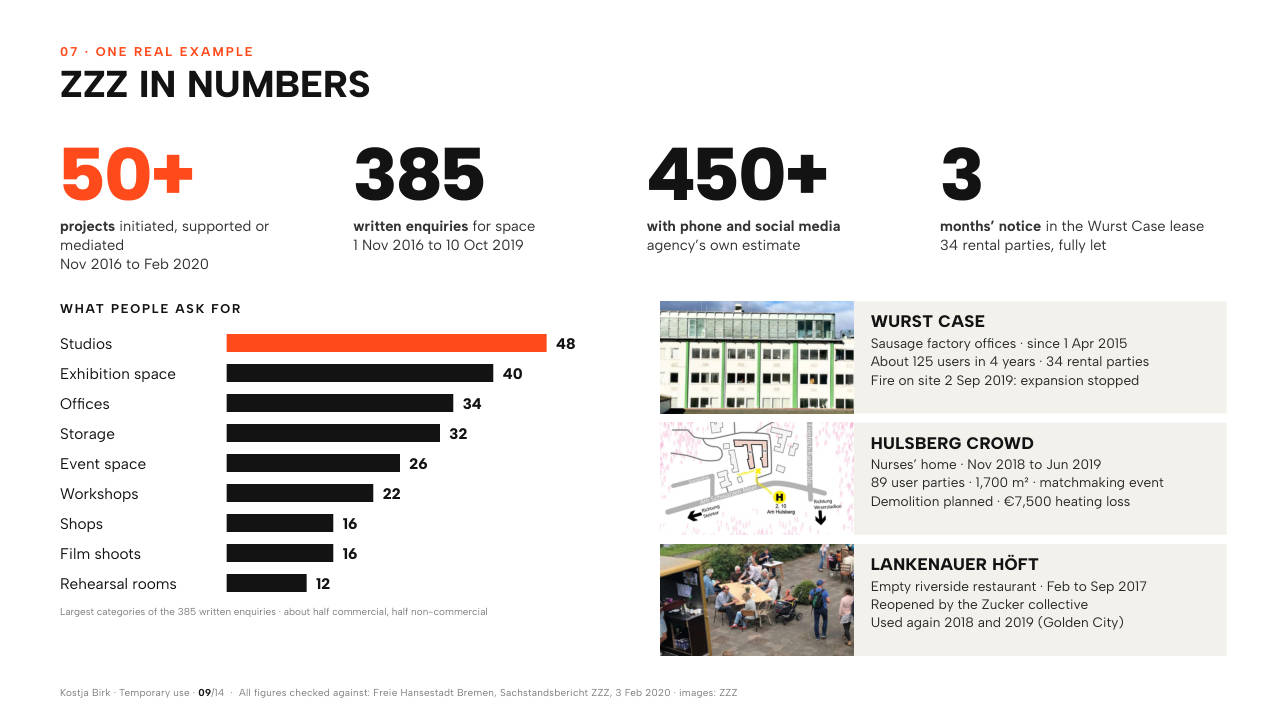 07 · ONE REAL EXAMPLE
ZZZ IN NUMBERS
50+
projects initiated, supported or
mediated
Nov 2016 to Feb 2020
385
written enquiries for space
1 Nov 2016 to 10 Oct 2019
450+
with phone and social media
agency’s own estimate
3
months’ notice in the Wurst Case lease
34 rental parties, fully let
WHAT PEOPLE ASK FOR
Studios 48
Exhibition space 40
Offices 34
Storage 32
Event space 26
Workshops 22
Shops 16
Film shoots 16
Rehearsal rooms 12
Largest categories of the 385 written enquiries · about half commercial, half non-commercial
WURST CASE
Sausage factory offices · since 1 Apr 2015
About 125 users in 4 years · 34 rental parties
Fire on site 2 Sep 2019: expansion stopped
H
2, 10
Am Hulsberg
Richtung
Steintor
Richtung
Weserstadion
HULSBERG CROWD
Nurses’ home · Nov 2018 to Jun 2019
89 user parties · 1,700 m² · matchmaking event
Demolition planned · €7,500 heating loss
LANKENAUER HÖFT
Empty riverside restaurant · Feb to Sep 2017
Reopened by the Zucker collective
Used again 2018 and 2019 (Golden City)
Kostja Birk · Temporary use · 09/14 · All figures checked against: Freie Hansestadt Bremen, Sachstandsbericht ZZZ, 3 Feb 2020 · images: ZZZ